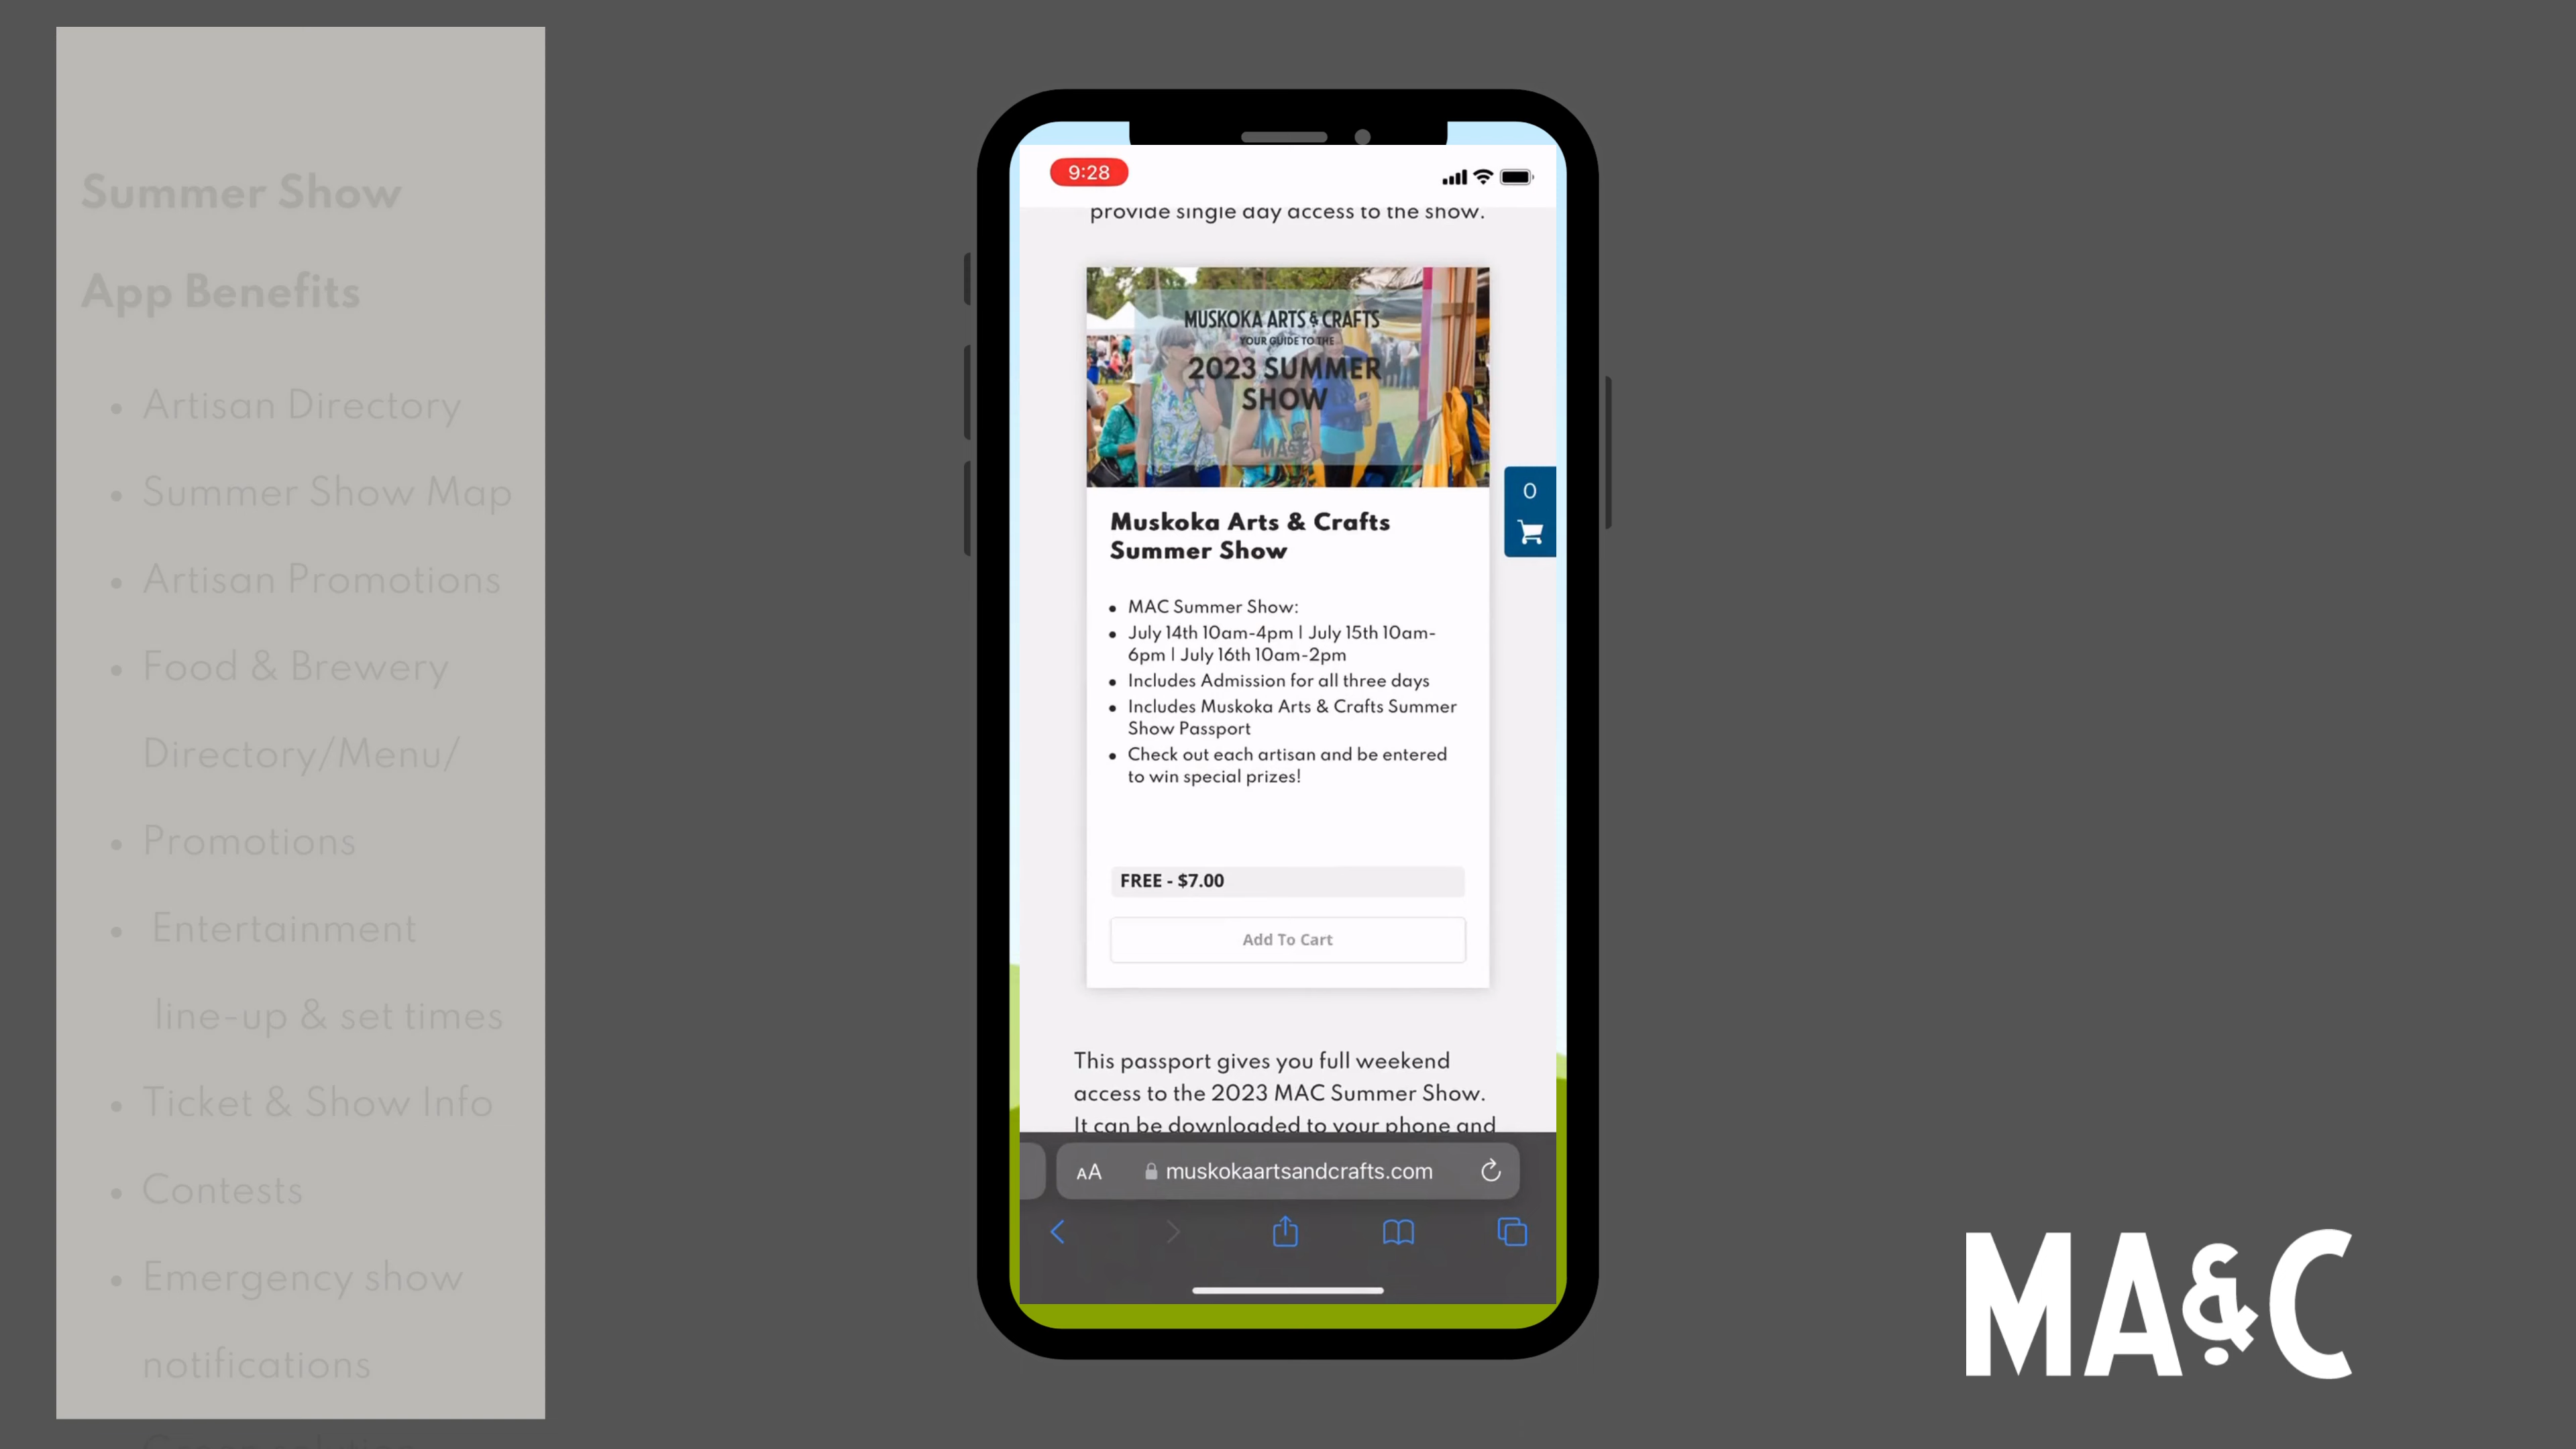 Summer Show
App Benefits
• Artisan Directory
• Summer Show Map
• Artisan Promotions
• Food & Brewery
Directory/Menu/
• Promotions
• Entertainment
line-up & set times
• Ticket & Show Info
• Contests
• Emergency show
notifications
9:28
provide single day access to the show.
MUSKOKA ARTS & CRAFTS
YOUR GUIDE TO THE
2023 SUMMER
SHOW
MA&C
0
Muskoka Arts & Crafts
Summer Show
• MAC Summer Show:
• July 14th 10am-4pm | July 15th 10am-
6pm | July 16th 10am-2pm
• Includes Admission for all three days
• Includes Muskoka Arts & Crafts Summer
Show Passport
• Check out each artisan and be entered
to win special prizes!
FREE - $7.00
Add To Cart
This passport gives you full weekend
access to the 2023 MAC Summer Show.
It can be downloaded to your phone and
AA muskokaartsandcrafts.com
MA&C